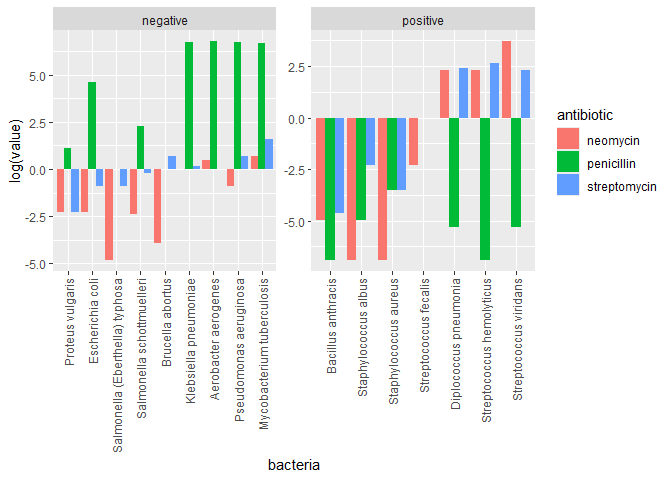 negative
positive
log(value)
5.0
2.5
0.0
-2.5
-5.0
2.5
0.0
-2.5
-5.0
Proteus vulgaris
Escherichia coli
Salmonella (Eberthella) typhosa
Salmonella schottmuelleri
Brucella abortus
Klebsiella pneumoniae
Aerobacter aerogenes
Pseudomonas aeruginosa
Mycobacterium tuberculosis
Bacillus anthracis
Staphylococcus albus
Staphylococcus aureus
Streptococcus fecalis
Diplococcus pneumonia
Streptococcus hemolyticus
Streptococcus viridans
bacteria
antibiotic
neomycin
penicillin
streptomycin